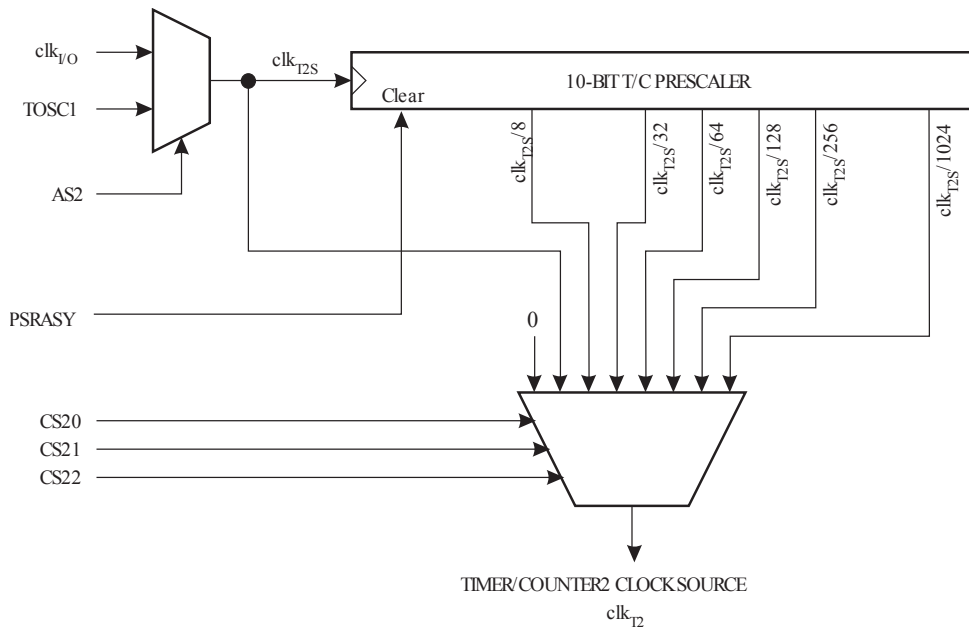 clkI/O
TOSC1
AS2
clkT2S
10-BIT T/C PRESCALER
Clear
clkT2S/8
clkT2S/32
clkT2S/64
clkT2S/128
clkT2S/256
clkT2S/1024
PSRASY
0
CS20
CS21
CS22
TIMER/COUNTER2 CLOCK SOURCE
clkT2